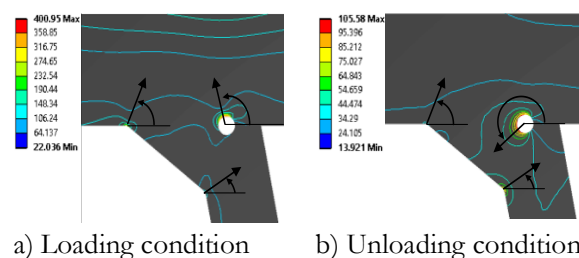 400.95 Max
358.85
316.75
274.65
232.54
190.44
148.34
106.24
64.137
22.036 Min
105.58 Max
95.396
85.212
75.027
64.843
54.659
44.474
34.29
24.105
13.921 Min
a) Loading condition
b) Unloading condition